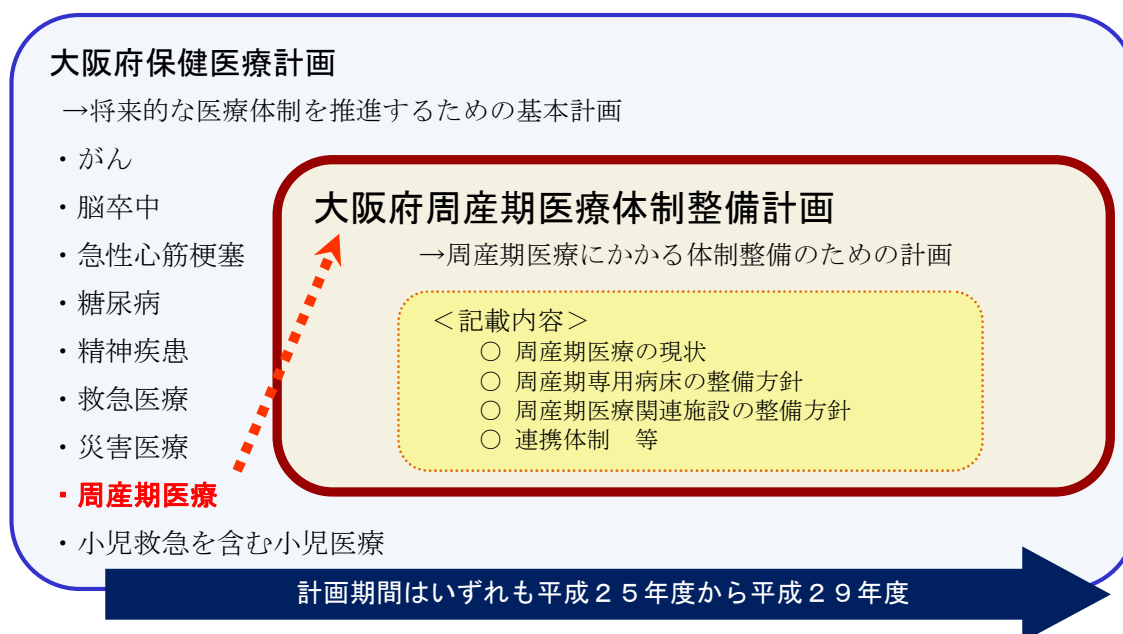 大阪府保健医療計画
→将来的な医療体制を推進するための基本計画
・がん
・脳卒中
・急性心筋梗塞
・糖尿病
・精神疾患
・救急医療
・災害医療
・周産期医療
・小児救急を含む小児医療
大阪府周産期医療体制整備計画
→周産期医療にかかる体制整備のための計画
＜記載内容＞
○ 周産期医療の現状
○ 周産期専用病床の整備方針
○ 周産期医療関連施設の整備方針
○ 連携体制　等
計画期間はいずれも平成２５年度から平成２９年度